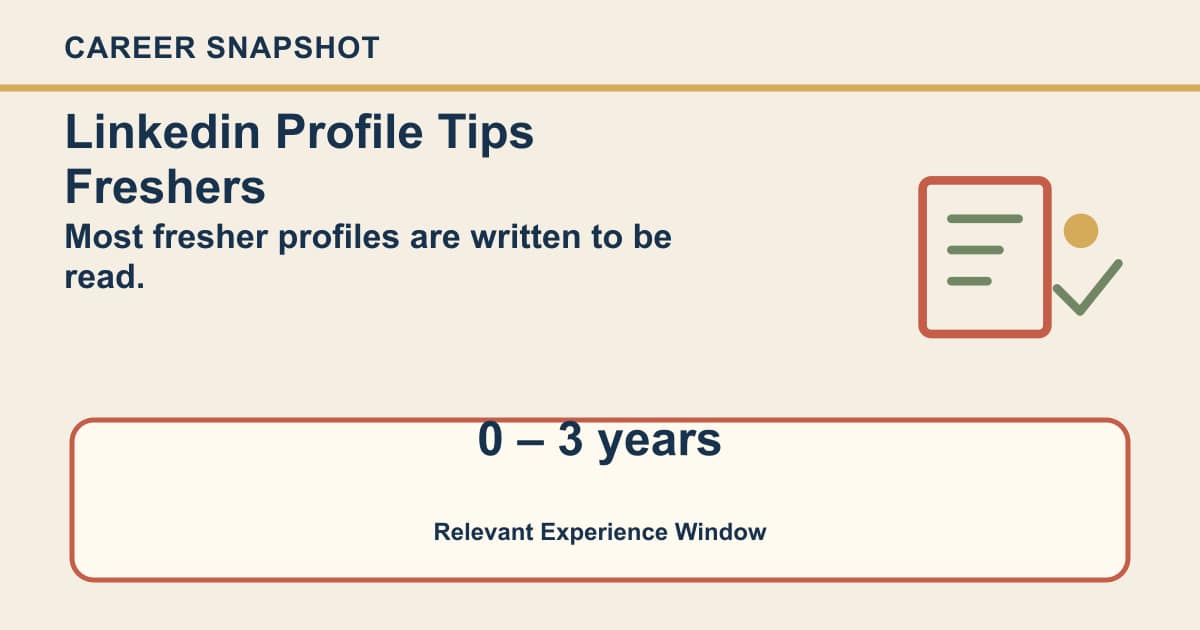 CAREER SNAPSHOT
Linkedin Profile Tips
Freshers
Most fresher profiles are written to be
read.
0 – 3 years
Relevant Experience Window